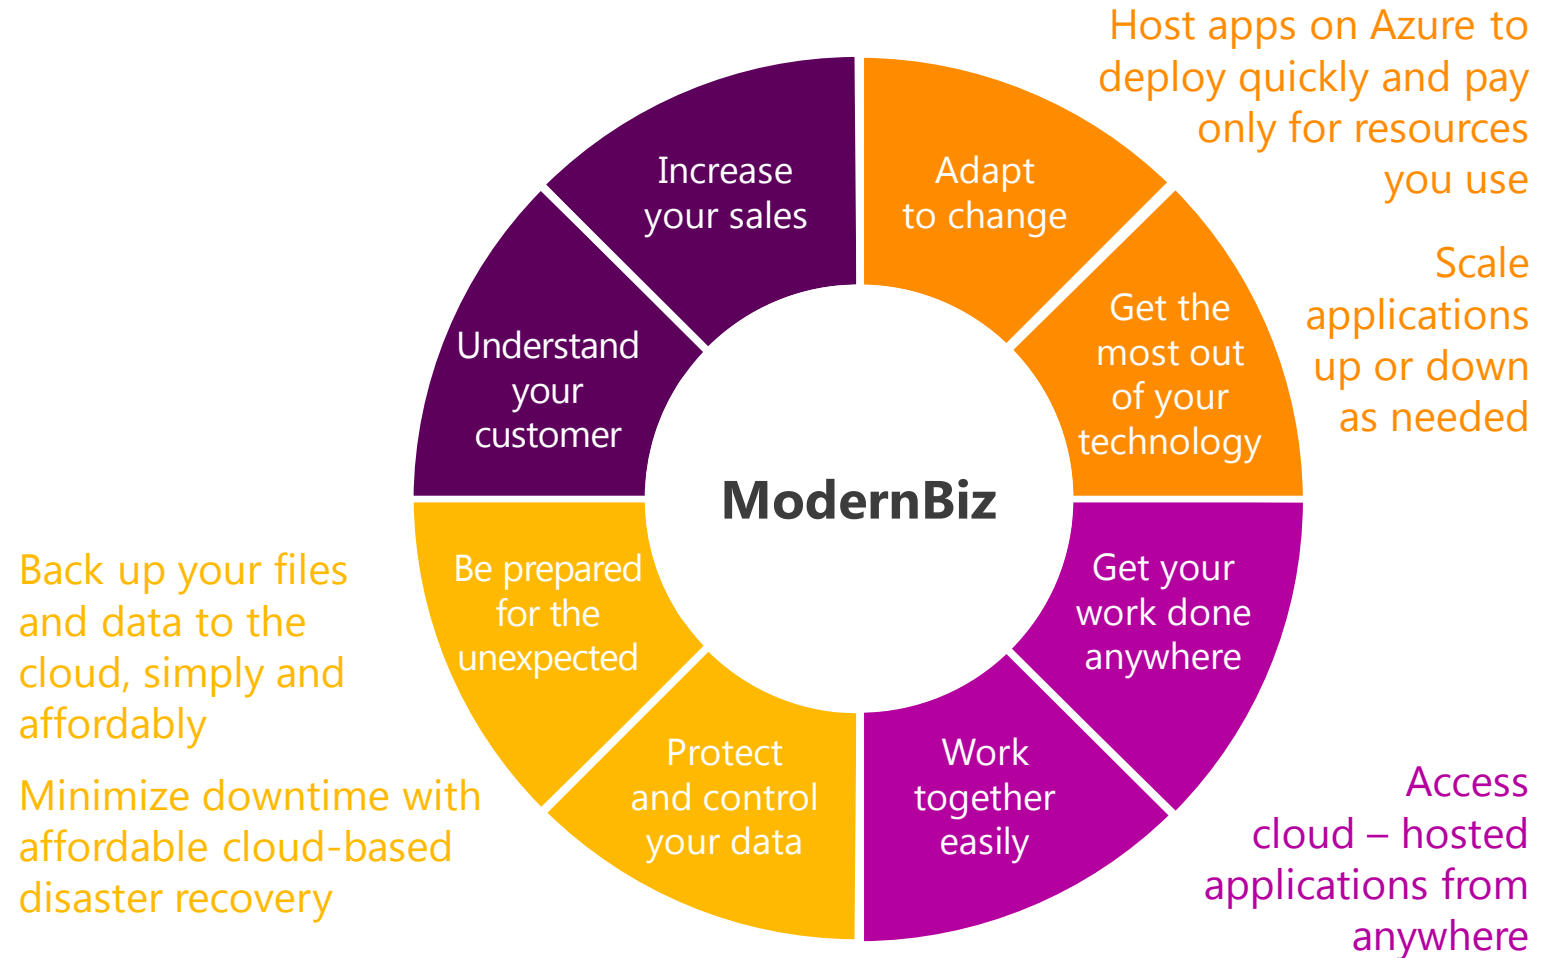 Host apps on Azure to
deploy quickly and pay
only for resources
you use
Scale
applications
up or down
as needed
Increase
your sales
Adapt
to change
Understand
your
customer
Get the
most out
of your
technology
ModernBiz
Be prepared
for the
unexpected
Get your
work done
anywhere
Protect
and control
your data
Work
together
easily
Back up your files
and data to the
cloud, simply and
affordably
Minimize downtime with
affordable cloud-based
disaster recovery
Access
cloud – hosted
applications from
anywhere